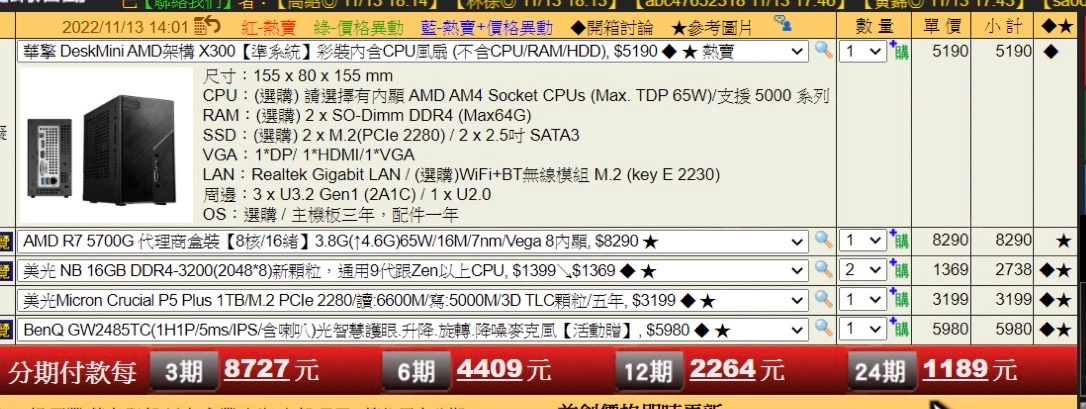 2022/11/13 14:01 紅-熱賣 綠-價格異動 藍-熱賣+價格異動 ◆開箱討論 ★參考圖片 數量 單價 小計 ◆★
華擎 DeskMini AMD架構 X300【準系統】彩裝內含CPU風扇 (不含CPU/RAM/HDD), $5190 ◆ ★ 熱賣 1 購 5190 5190 ◆
尺寸：155 x 80 x 155 mm
CPU：(選購) 請選擇有內顯 AMD AM4 Socket CPUs (Max. TDP 65W)/支援 5000 系列
RAM：(選購) 2 x SO-Dimm DDR4 (Max64G)
SSD：(選購) 2 x M.2(PCIe 2280) / 2 x 2.5吋 SATA3
VGA：1*DP/ 1*HDMI/1*VGA
LAN：Realtek Gigabit LAN / (選購)WiFi+BT無線模組 M.2 (key E 2230)
周邊：3 x U3.2 Gen1 (2A1C) / 1 x U2.0
OS：選購 / 主機板三年，配件一年
AMD R7 5700G 代理商盒裝【8核/16緒】3.8G(↑4.6G)65W/16M/7nm/Vega 8內顯, $8290 ★ 1 購 8290 8290 ★
美光 NB 16GB DDR4-3200(2048*8)新顆粒，適用9代跟Zen以上CPU, $1399↘$1369 ◆ ★ 2 購 1369 2738 ◆★
美光Micron Crucial P5 Plus 1TB/M.2 PCIe 2280/讀:6600M/寫:5000M/3D TLC顆粒/五年, $3199 ◆ ★ 1 購 3199 3199 ◆★
BenQ GW2485TC(1H1P/5ms/IPS/含喇叭)光智慧護眼.升降.旋轉.降噪麥克風【活動贈】, $5980 ◆ ★ 1 購 5980 5980 ◆★
分期付款每 3期 8727元 6期 4409元 12期 2264元 24期 1189元